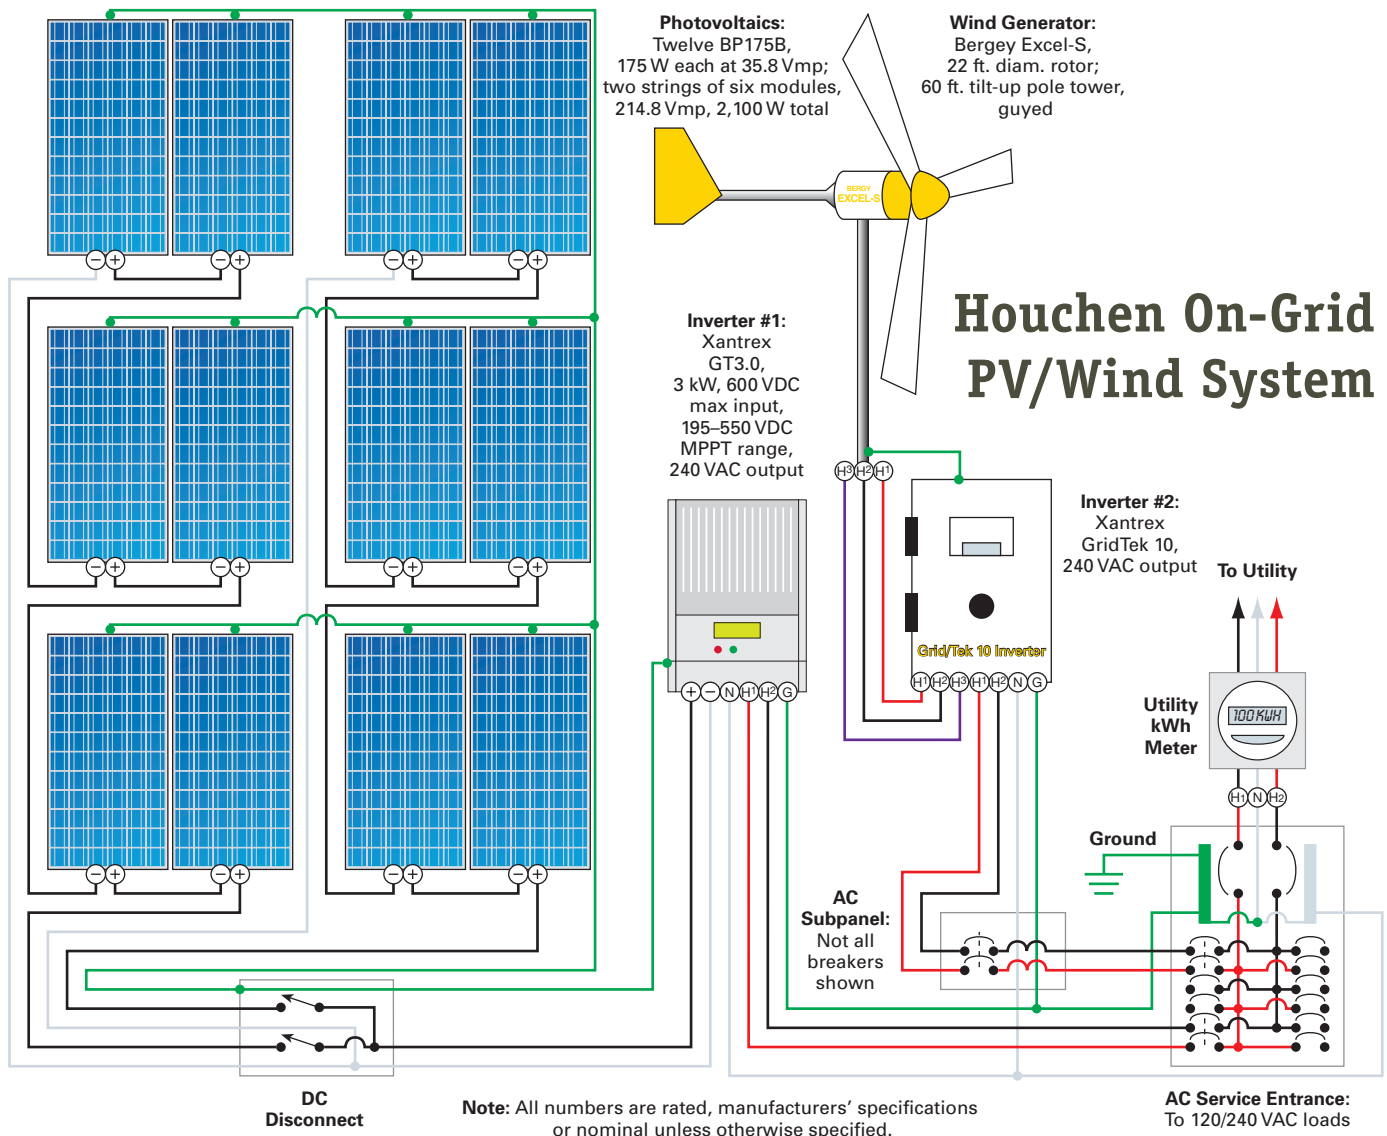 Photovoltaics:
Twelve BP175B,
175 W each at 35.8 Vmp;
two strings of six modules,
214.8 Vmp, 2,100 W total
Wind Generator:
Bergey Excel-S,
22 ft. diam. rotor;
60 ft. tilt-up pole tower,
guyed
BERGY
EXCEL-S
Houchen On-Grid
PV/Wind System
Inverter #1:
Xantrex
GT3.0,
3 kW, 600 VDC
max input,
195–550 VDC
MPPT range,
240 VAC output
H3 H2 H1
Inverter #2:
Xantrex
GridTek 10,
240 VAC output
Grid/Tek 10 Inverter
H1 H2 H3 H1 H2 N G
+ − N H1 H2 G
− + − + − + − +
− + − + − + − +
− + − + − + − +
To Utility
Utility
kWh
Meter
100 KWH
H1 N H2
Ground
AC
Subpanel:
Not all
breakers
shown
DC
Disconnect
AC Service Entrance:
To 120/240 VAC loads
Note: All numbers are rated, manufacturers’ specifications
or nominal unless otherwise specified.